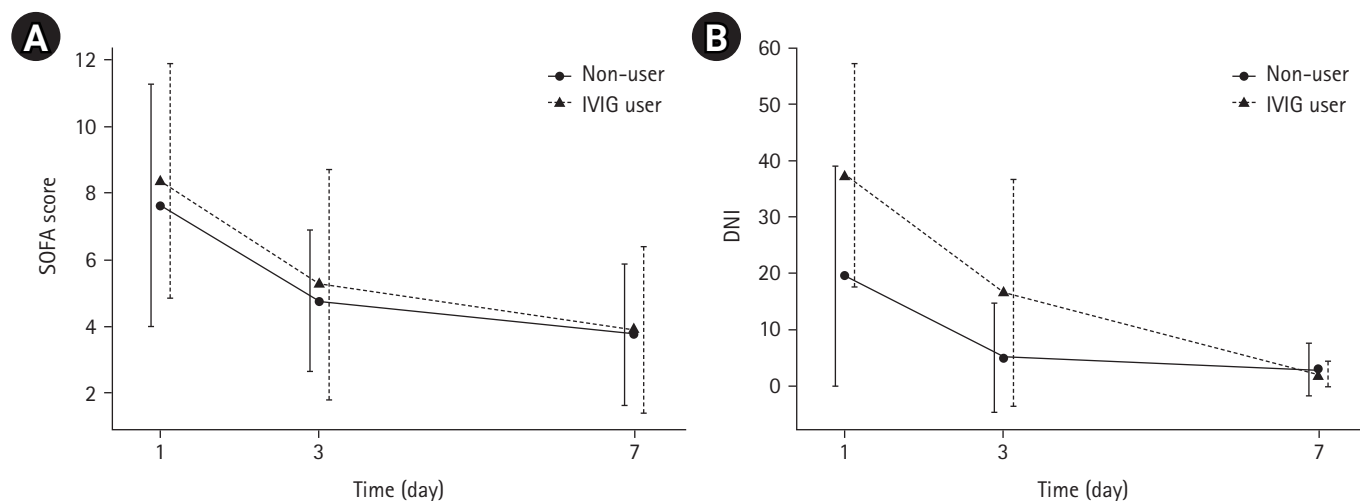 A
SOFA score
12
10
8
6
4
2
Non-user
IVIG user
1
3
7
Time (day)
B
DNI
60
50
40
30
20
10
0
Non-user
IVIG user
1
3
7
Time (day)